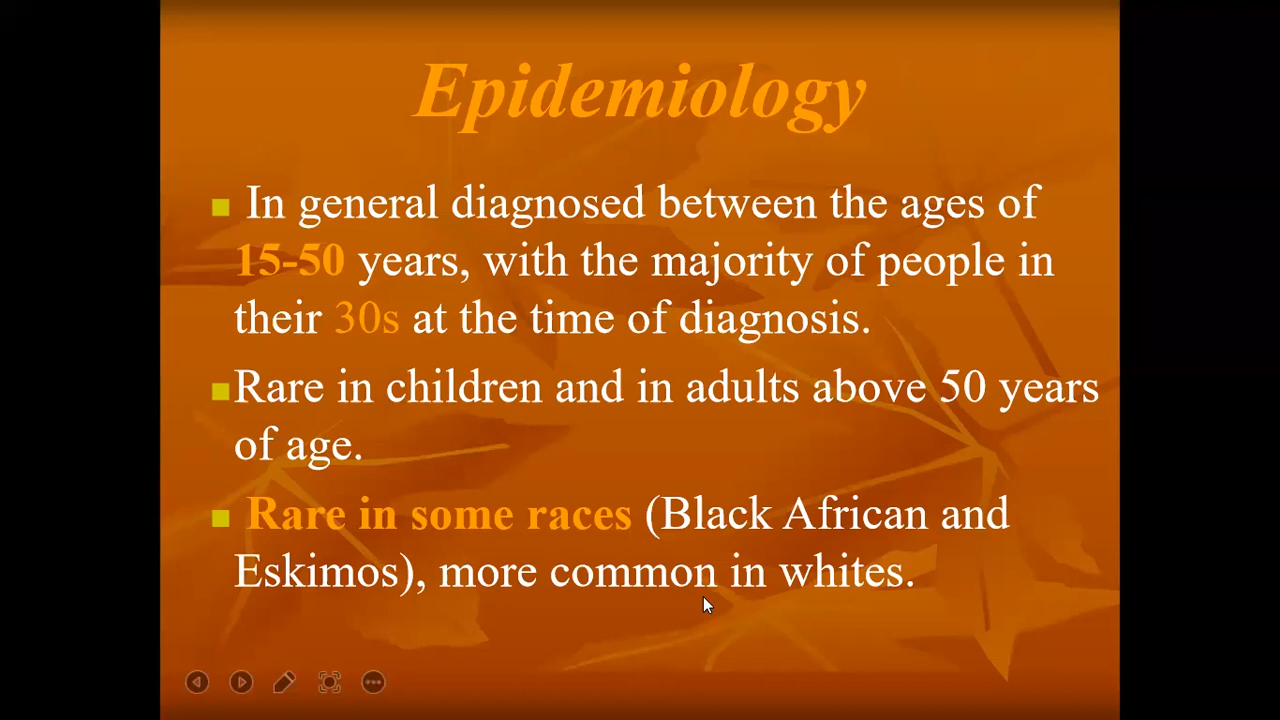 Epidemiology
In general diagnosed between the ages of
15-50 years, with the majority of people in
their 30s at the time of diagnosis.
Rare in children and in adults above 50 years
of age.
Rare in some races (Black African and
Eskimos), more common in whites.